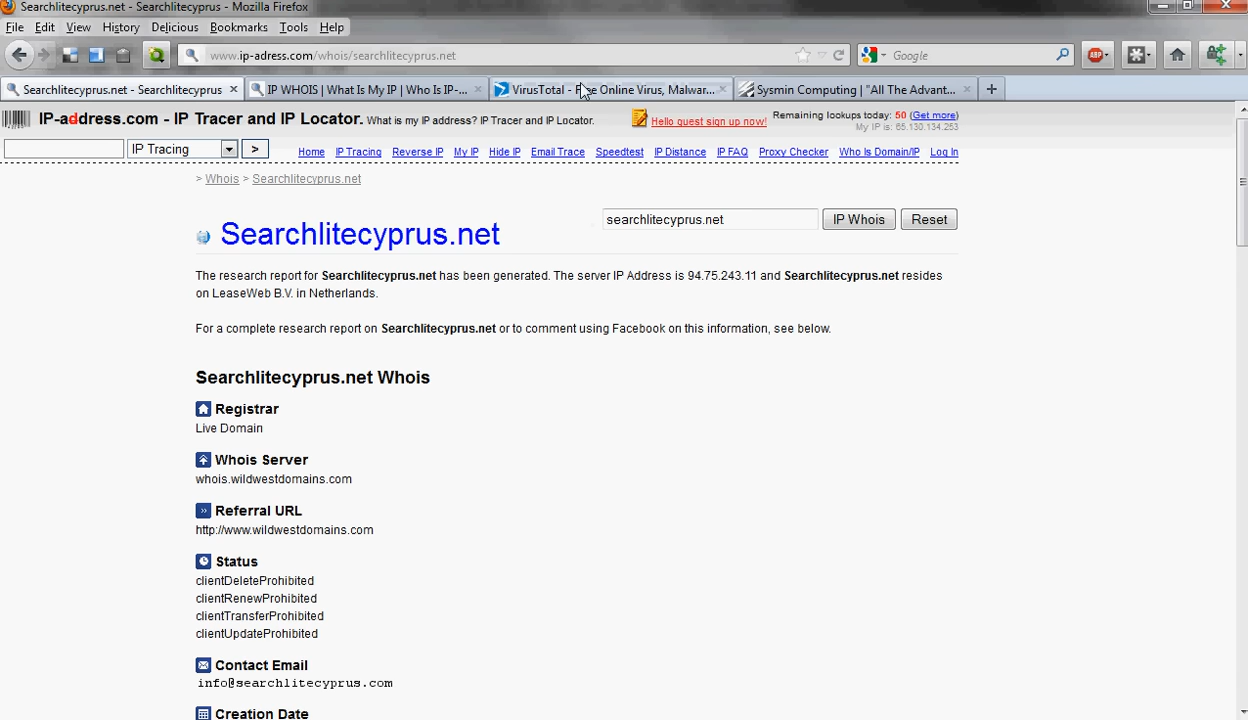 Searchlitecyprus.net - Searchlitecyprus - Mozilla Firefox
File Edit View History Delicious Bookmarks Tools Help
www.ip-adress.com/whois/searchlitecyprus.net
Google
Searchlitecyprus.net - Searchlitecyprus
IP WHOIS | What Is My IP | Who Is IP-...
VirusTotal - Free Online Virus, Malwar...
Sysmin Computing | "All The Advant...
IP-address.com - IP Tracer and IP Locator. What is my IP address? IP Tracer and IP Locator.
Hello guest sign up now!
Remaining lookups today: 50 (Get more)
My IP is: 65.130.134.253
IP Tracing >
Home IP Tracing Reverse IP My IP Hide IP Email Trace Speedtest IP Distance IP FAQ Proxy Checker Who Is Domain/IP Log In
> Whois > Searchlitecyprus.net
searchlitecyprus.net IP Whois Reset
Searchlitecyprus.net
The research report for Searchlitecyprus.net has been generated. The server IP Address is 94.75.243.11 and Searchlitecyprus.net resides
on LeaseWeb B.V. in Netherlands.
For a complete research report on Searchlitecyprus.net or to comment using Facebook on this information, see below.
Searchlitecyprus.net Whois
Registrar
Live Domain
Whois Server
whois.wildwestdomains.com
Referral URL
http://www.wildwestdomains.com
Status
clientDeleteProhibited
clientRenewProhibited
clientTransferProhibited
clientUpdateProhibited
Contact Email
info@searchlitecyprus.com
Creation Date